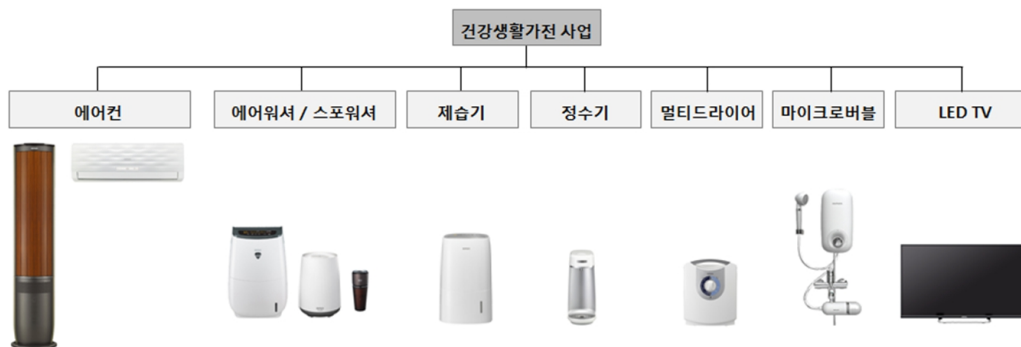 건강생활가전 사업
에어컨
에어워셔 / 스포워셔
제습기
정수기
멀티드라이어
마이크로버블
LED TV